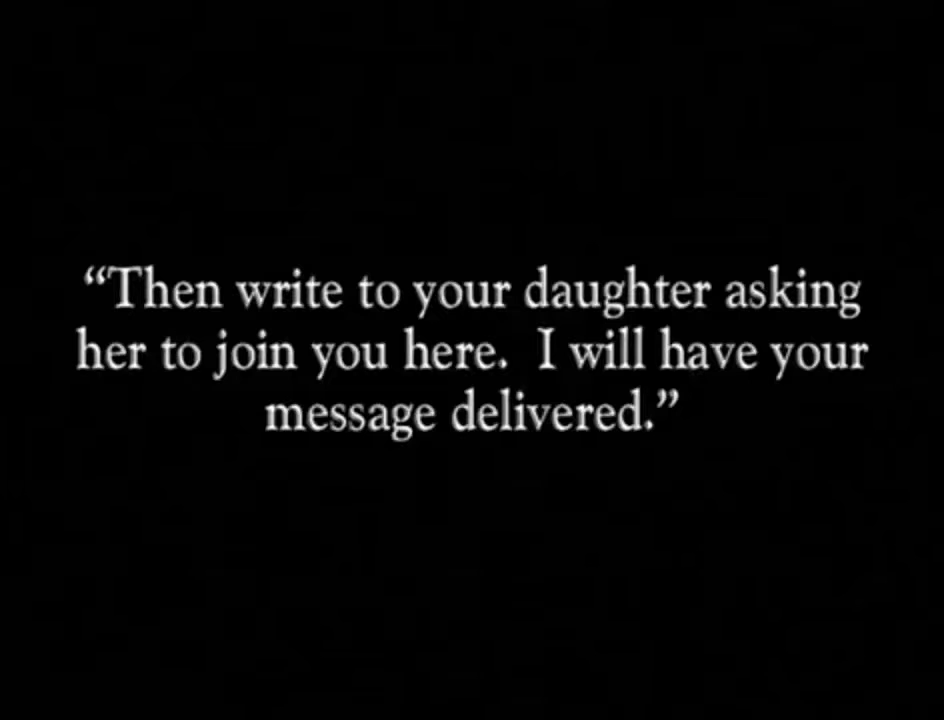 “Then write to your daughter asking
her to join you here.  I will have your
message delivered.”